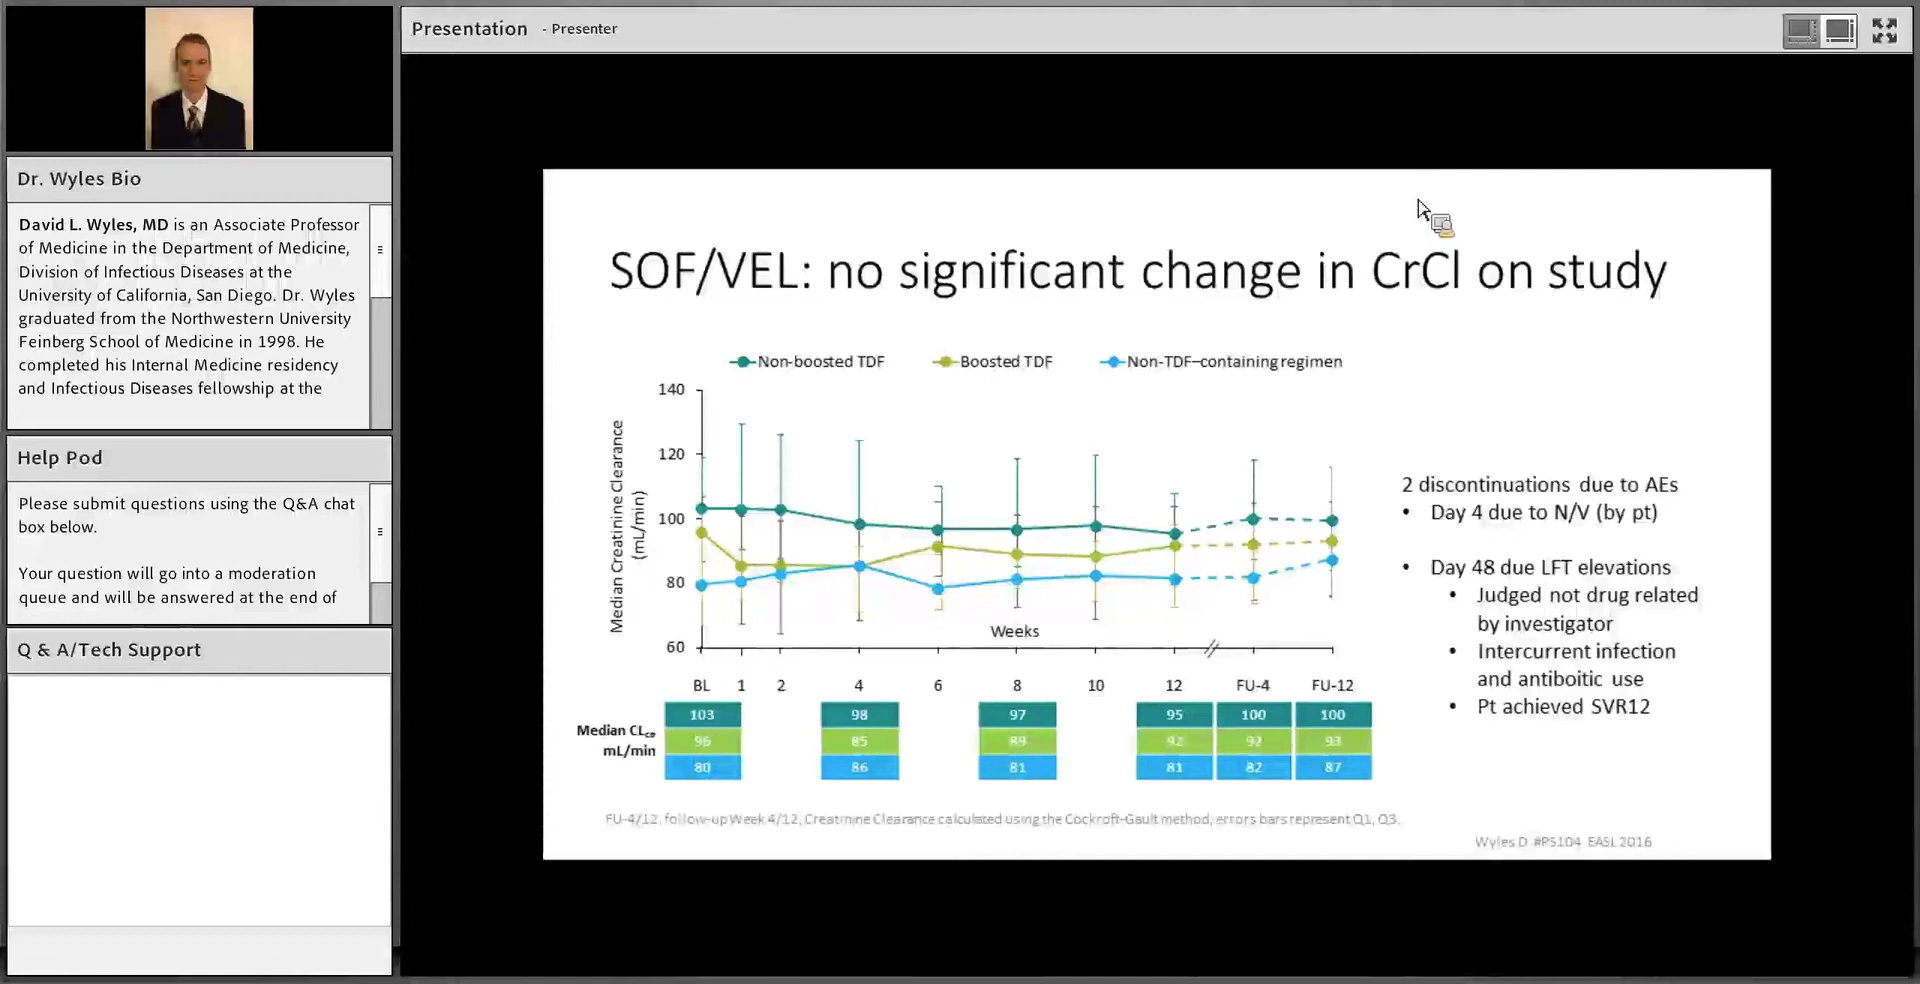 Presentation - Presenter
Dr. Wyles Bio
David L. Wyles, MD is an Associate Professor
of Medicine in the Department of Medicine,
Division of Infectious Diseases at the
University of California, San Diego. Dr. Wyles
graduated from the Northwestern University
Feinberg School of Medicine in 1998. He
completed his Internal Medicine residency
and Infectious Diseases fellowship at the
Help Pod
Please submit questions using the Q&A chat
box below.
Your question will go into a moderation
queue and will be answered at the end of
Q & A/Tech Support
SOF/VEL: no significant change in CrCl on study
Non-boosted TDF Boosted TDF Non-TDF–containing regimen
Median Creatinine Clearance
(mL/min)
140
120
100
80
60
Weeks
BL 1 2 4 6 8 10 12 FU-4 FU-12
Median CLcr
mL/min
103 98 97 95 100 100
96 85 89 92 92 93
80 86 81 81 82 87
2 discontinuations due to AEs
• Day 4 due to N/V (by pt)
• Day 48 due LFT elevations
• Judged not drug related
by investigator
• Intercurrent infection
and antiboitic use
• Pt achieved SVR12
FU-4/12, follow-up Week 4/12, Creatinine Clearance calculated using the Cockroft-Gault method; errors bars represent Q1, Q3.
Wyles D #PS104 EASL 2016